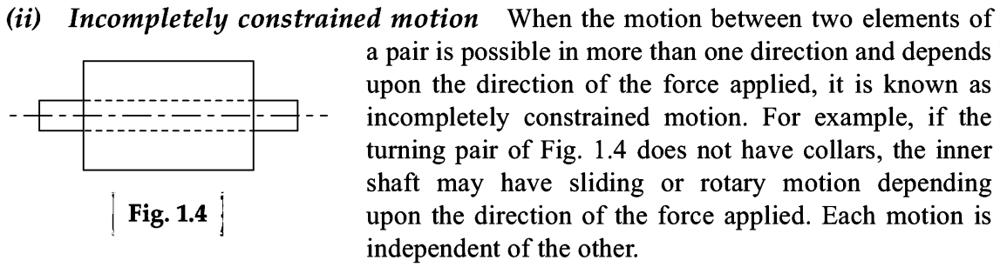 (ii) Incompletely constrained motion When the motion between two elements of
a pair is possible in more than one direction and depends
upon the direction of the force applied, it is known as
incompletely constrained motion. For example, if the
turning pair of Fig. 1.4 does not have collars, the inner
shaft may have sliding or rotary motion depending
upon the direction of the force applied. Each motion is
independent of the other.
Fig. 1.4